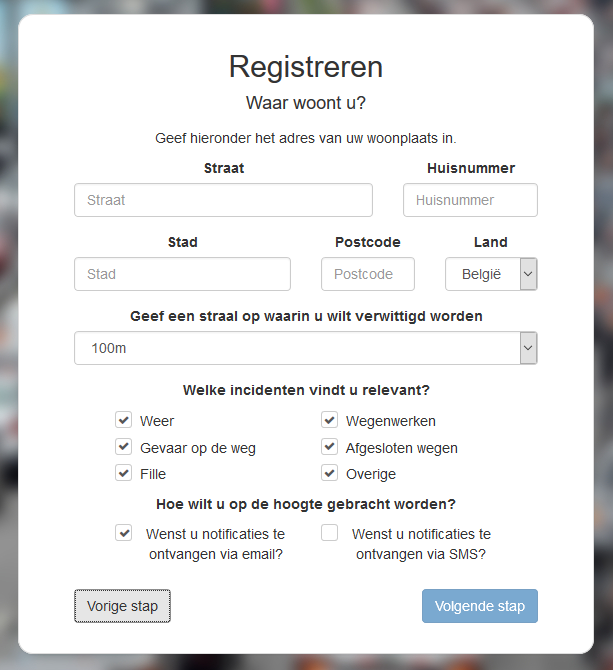 Registreren
Waar woont u?
Geef hieronder het adres van uw woonplaats in.
Straat Huisnummer
Straat Huisnummer
Stad Postcode Land
Stad Postcode België
Geef een straal op waarin u wilt verwittigd worden
100m
Welke incidenten vindt u relevant?
Weer Wegenwerken
Gevaar op de weg Afgesloten wegen
Fille Overige
Hoe wilt u op de hoogte gebracht worden?
Wenst u notificaties te Wenst u notificaties te
ontvangen via email? ontvangen via SMS?
Vorige stap Volgende stap